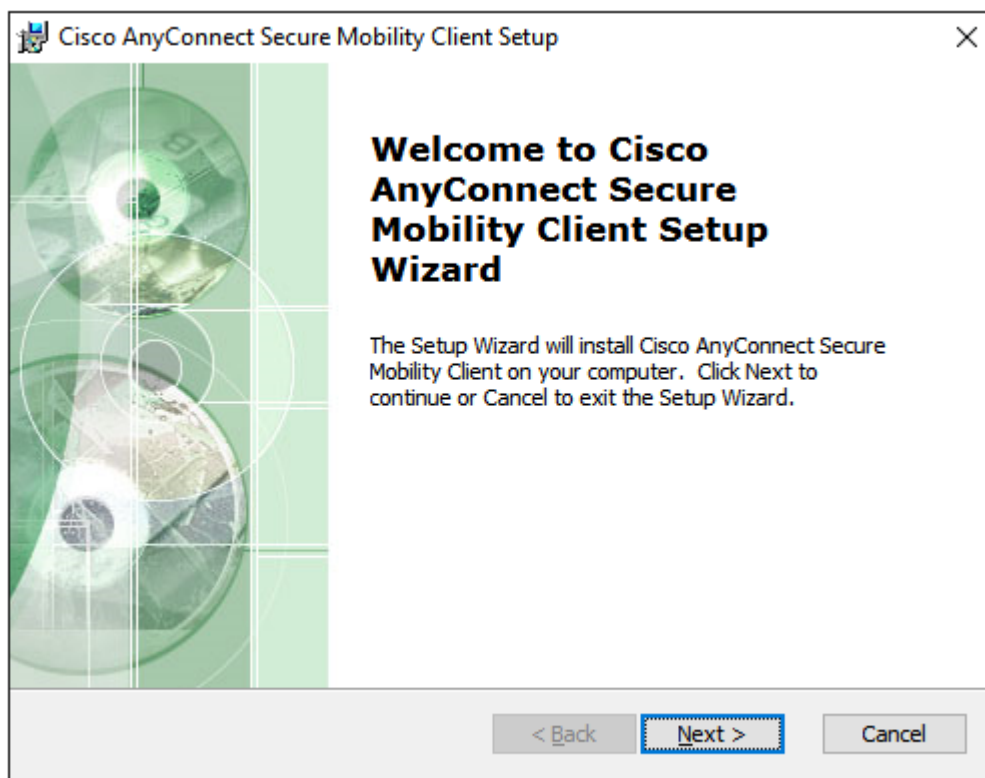 Cisco AnyConnect Secure Mobility Client Setup
Welcome to Cisco
AnyConnect Secure
Mobility Client Setup
Wizard
The Setup Wizard will install Cisco AnyConnect Secure
Mobility Client on your computer.  Click Next to
continue or Cancel to exit the Setup Wizard.
< Back
Next >
Cancel